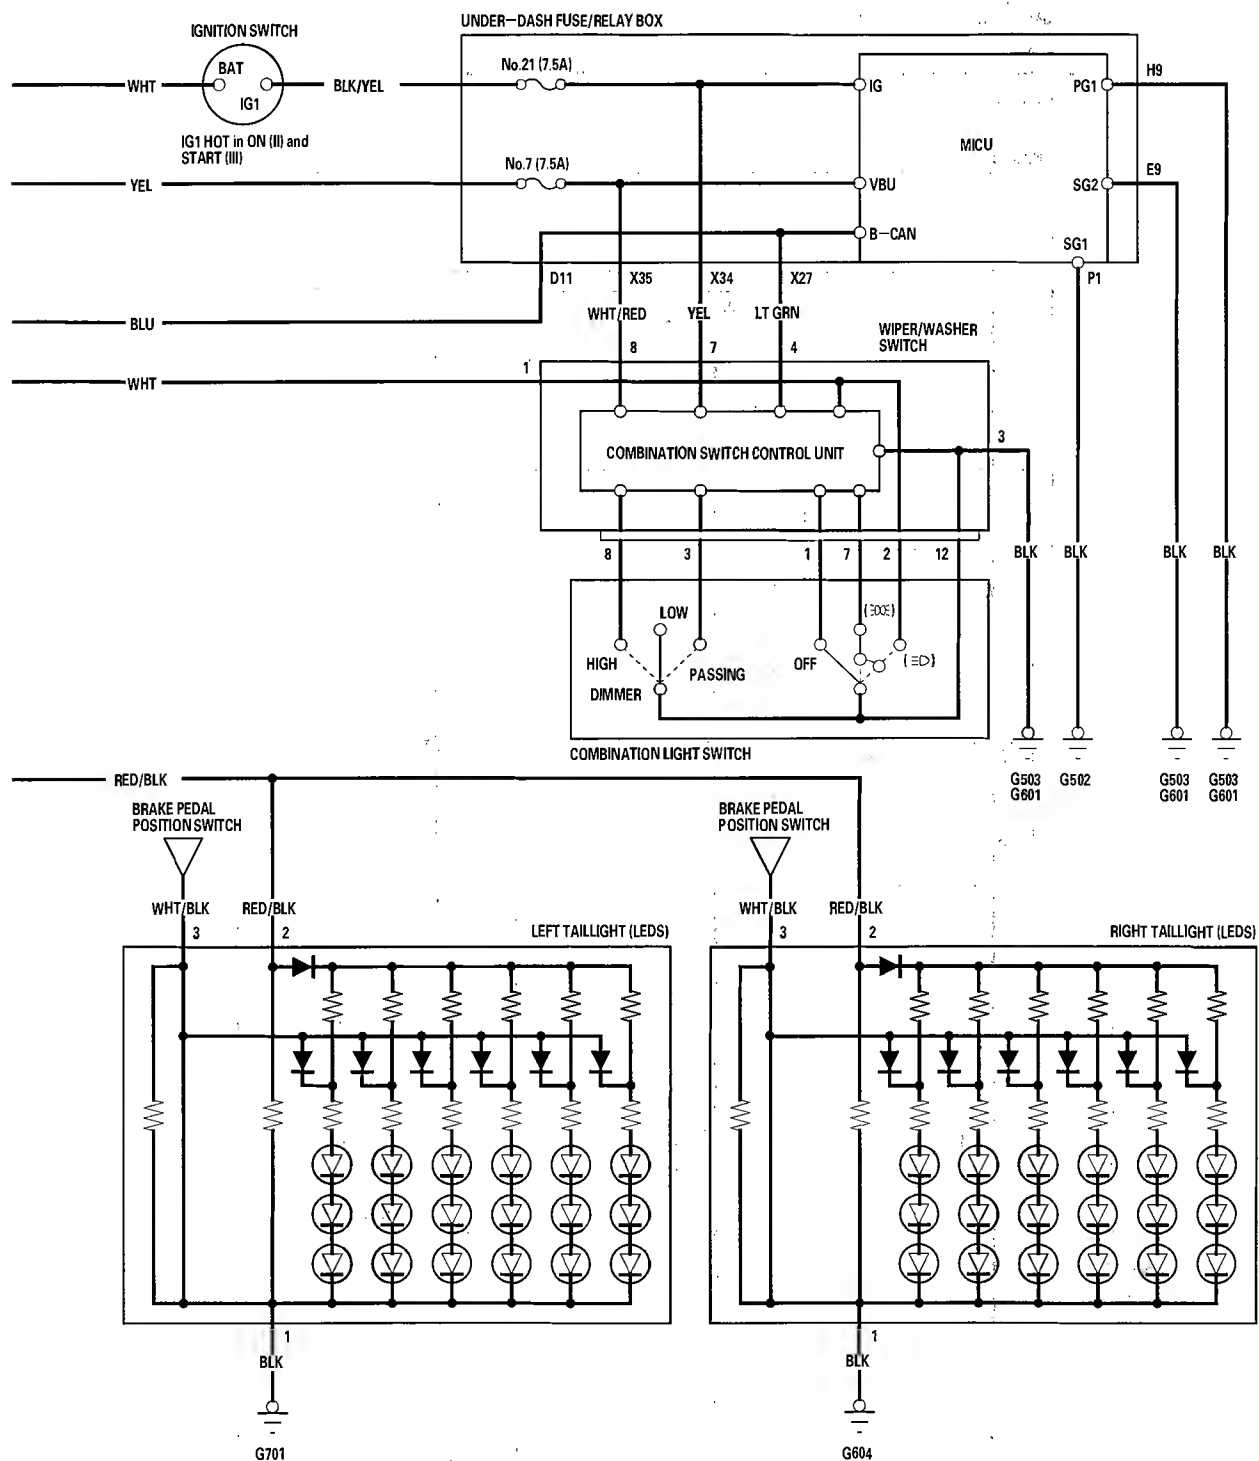 UNDER-DASH FUSE/RELAY BOX
IGNITION SWITCH
No.21 (7.5A)
BAT
H9
WHT
BLK/YEL
IG
PG1
IG1
IG1 HOT in ON (II) and
START (III)
MICU
No.7 (7.5A)
E9
YEL
VBU
SG2
B-CAN
SG1
D11
X35
X34
X27
P1
WHT/RED
YEL
LT GRN
BLU
WIPER/WASHER
SWITCH
8
7
4
1
WHT
3
COMBINATION SWITCH CONTROL UNIT
8
3
1
7
2
12
BLK
BLK
BLK
BLK
LOW
HIGH
PASSING
OFF
DIMMER
COMBINATION LIGHT SWITCH
G503
G601
G502
G503
G601
G503
G601
RED/BLK
BRAKE PEDAL
POSITION SWITCH
BRAKE PEDAL
POSITION SWITCH
WHT/BLK
RED/BLK
WHT/BLK
RED/BLK
3
2
LEFT TAILLIGHT (LEDS)
3
2
RIGHT TAILLIGHT (LEDS)
1
1
BLK
BLK
G701
G604